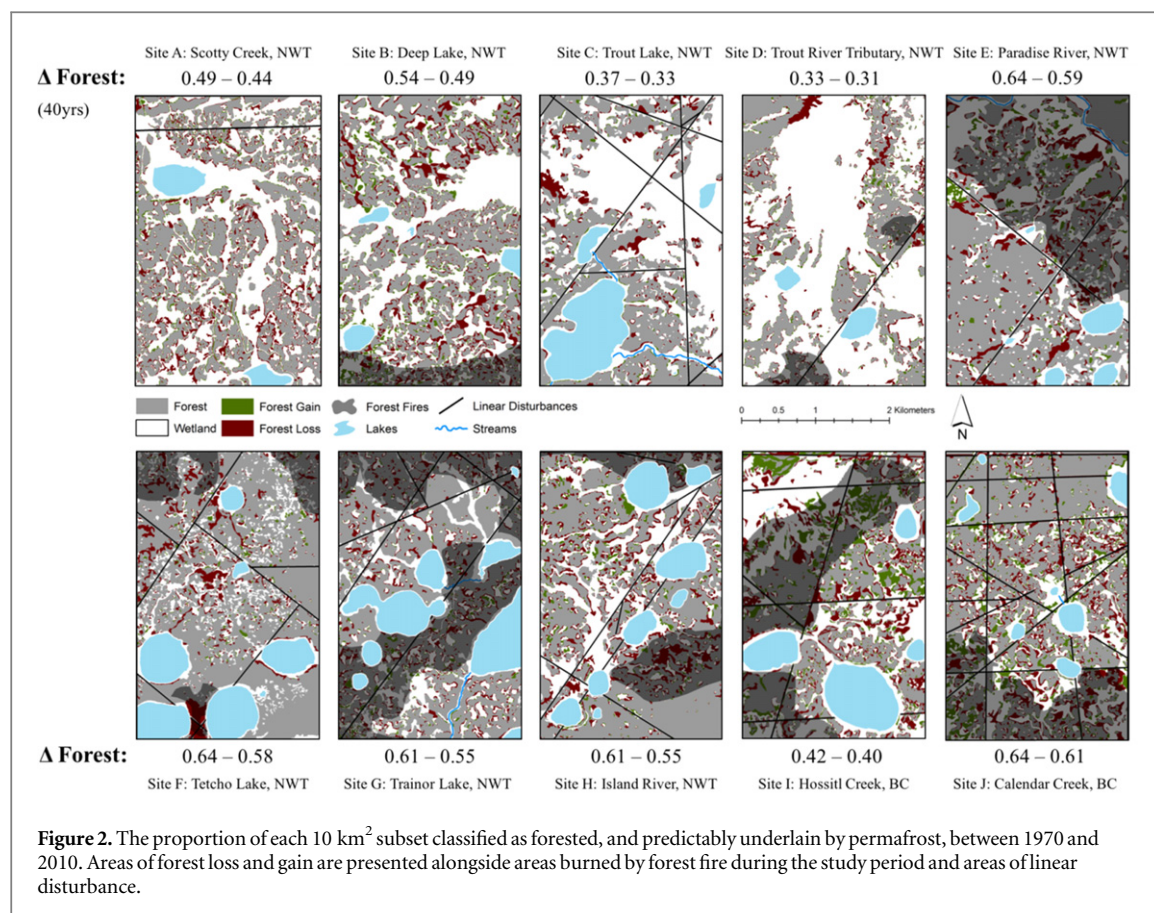 Site A: Scotty Creek, NWT
Site B: Deep Lake, NWT
Site C: Trout Lake, NWT
Site D: Trout River Tributary, NWT
Site E: Paradise River, NWT
Δ Forest:
0.49 – 0.44
0.54 – 0.49
0.37 – 0.33
0.33 – 0.31
0.64 – 0.59
(40yrs)
Forest
Forest Gain
Forest Fires
Linear Disturbances
Wetland
Forest Loss
Lakes
Streams
0 0.5 1 2 Kilometers
N
Δ Forest:
0.64 – 0.58
0.61 – 0.55
0.61 – 0.55
0.42 – 0.40
0.64 – 0.61
Site F: Tetcho Lake, NWT
Site G: Trainor Lake, NWT
Site H: Island River, NWT
Site I: Hossitl Creek, BC
Site J: Calendar Creek, BC
Figure 2. The proportion of each 10 km² subset classified as forested, and predictably underlain by permafrost, between 1970 and
2010. Areas of forest loss and gain are presented alongside areas burned by forest fire during the study period and areas of linear
disturbance.